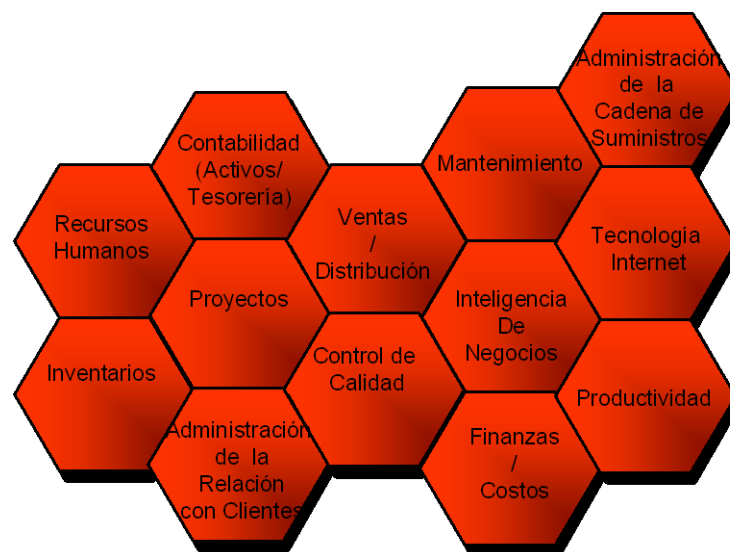 Recursos
Humanos
Inventarios
Contabilidad
(Activos/
Tesorería)
Proyectos
Administración
de la
Relación
con Clientes
Ventas
/
Distribución
Control de
Calidad
Mantenimiento
Inteligencia
De
Negocios
Finanzas
/
Costos
Administración
de la
Cadena de
Suministros
Tecnología
Internet
Productividad